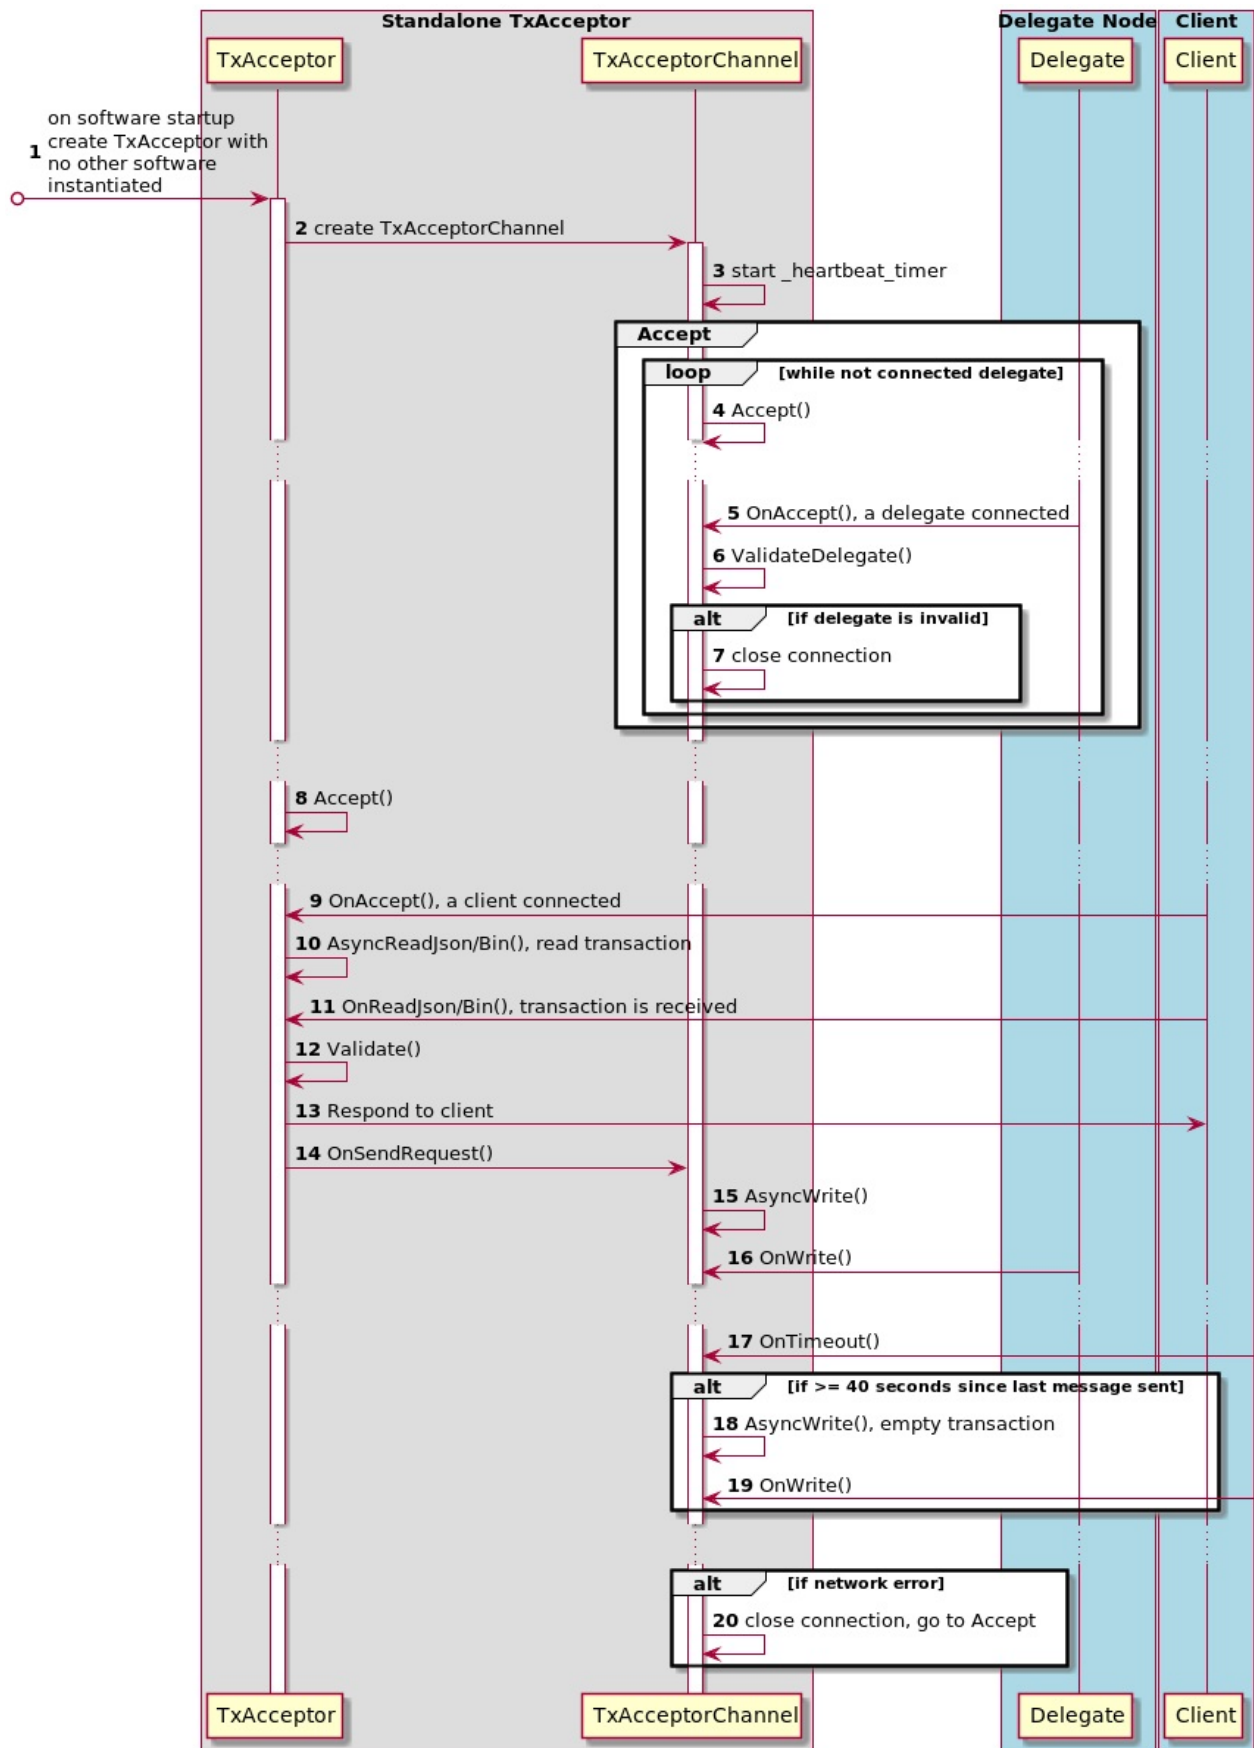 Standalone TxAcceptor
Delegate Node
Client
TxAcceptor
TxAcceptorChannel
Delegate
Client
on software startup
1 create TxAcceptor with
no other software
instantiated
2 create TxAcceptorChannel
3 start _heartbeat_timer
Accept
loop [while not connected delegate]
4 Accept()
5 OnAccept(), a delegate connected
6 ValidateDelegate()
alt [if delegate is invalid]
7 close connection
8 Accept()
9 OnAccept(), a client connected
10 AsyncReadJson/Bin(), read transaction
11 OnReadJson/Bin(), transaction is received
12 Validate()
13 Respond to client
14 OnSendRequest()
15 AsyncWrite()
16 OnWrite()
17 OnTimeout()
alt [if >= 40 seconds since last message sent]
18 AsyncWrite(), empty transaction
19 OnWrite()
alt [if network error]
20 close connection, go to Accept
TxAcceptor
TxAcceptorChannel
Delegate
Client